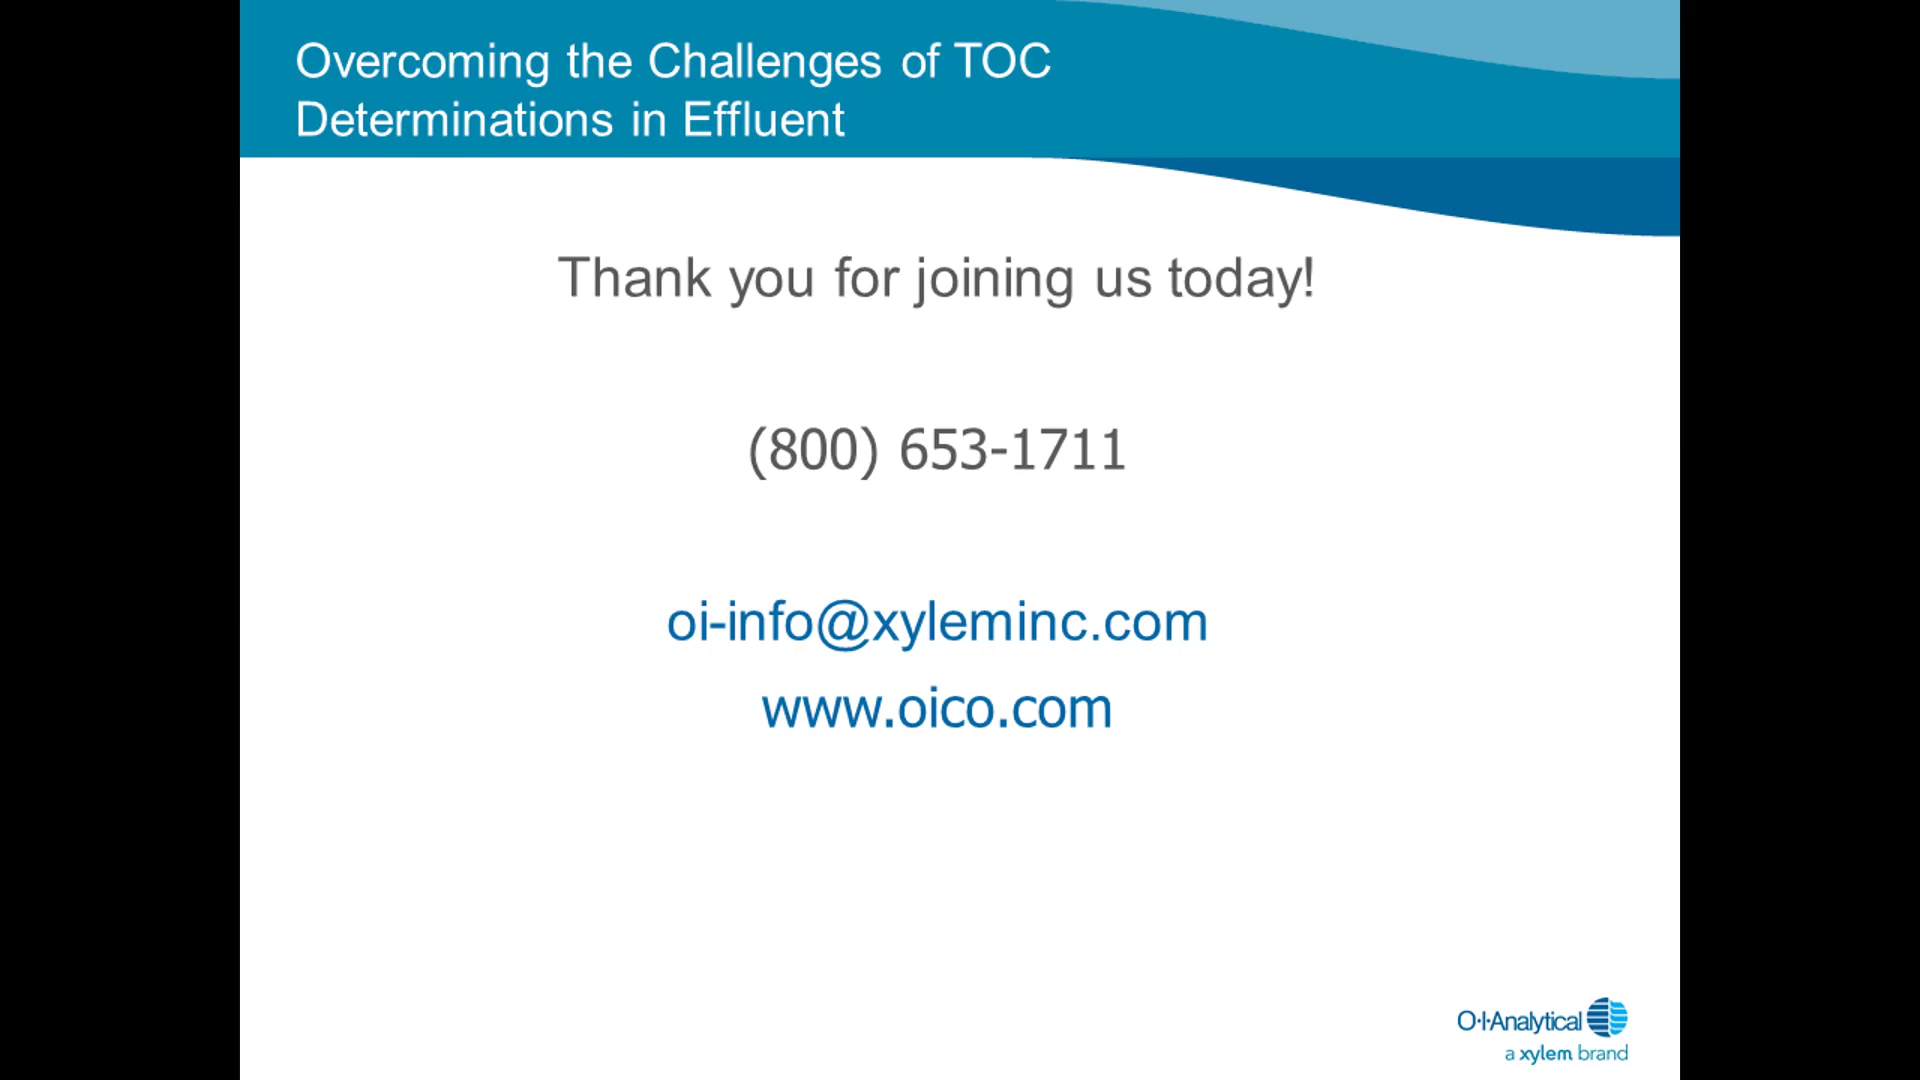 Overcoming the Challenges of TOC
Determinations in Effluent
Thank you for joining us today!
(800) 653-1711
oi-info@xyleminc.com
www.oico.com
O·I·Analytical
a xylem brand